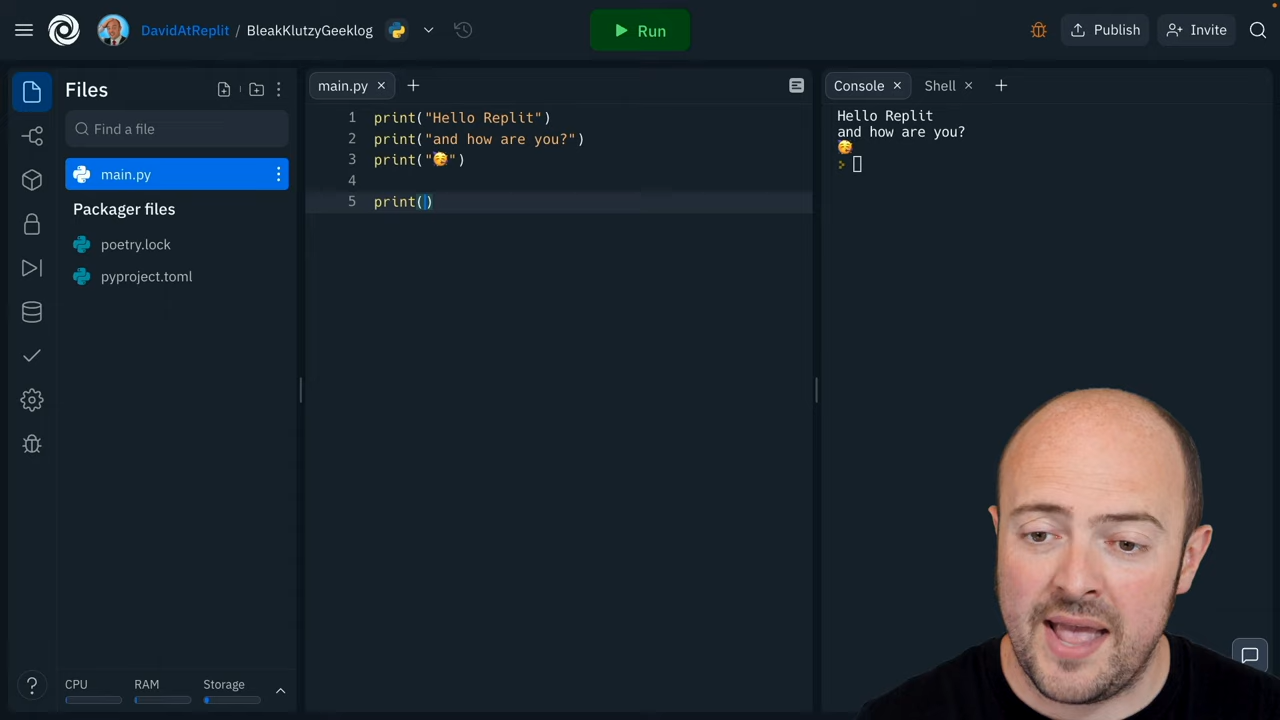 DavidAtReplit / BleakKlutzyGeeklog
Run
Publish
Invite
Files
Find a file
main.py
Packager files
poetry.lock
pyproject.toml
CPU RAM Storage
main.py
1 print("Hello Replit")
2 print("and how are you?")
3 print("🥳")
4
5 print()
Console Shell
Hello Replit
and how are you?
🥳
>